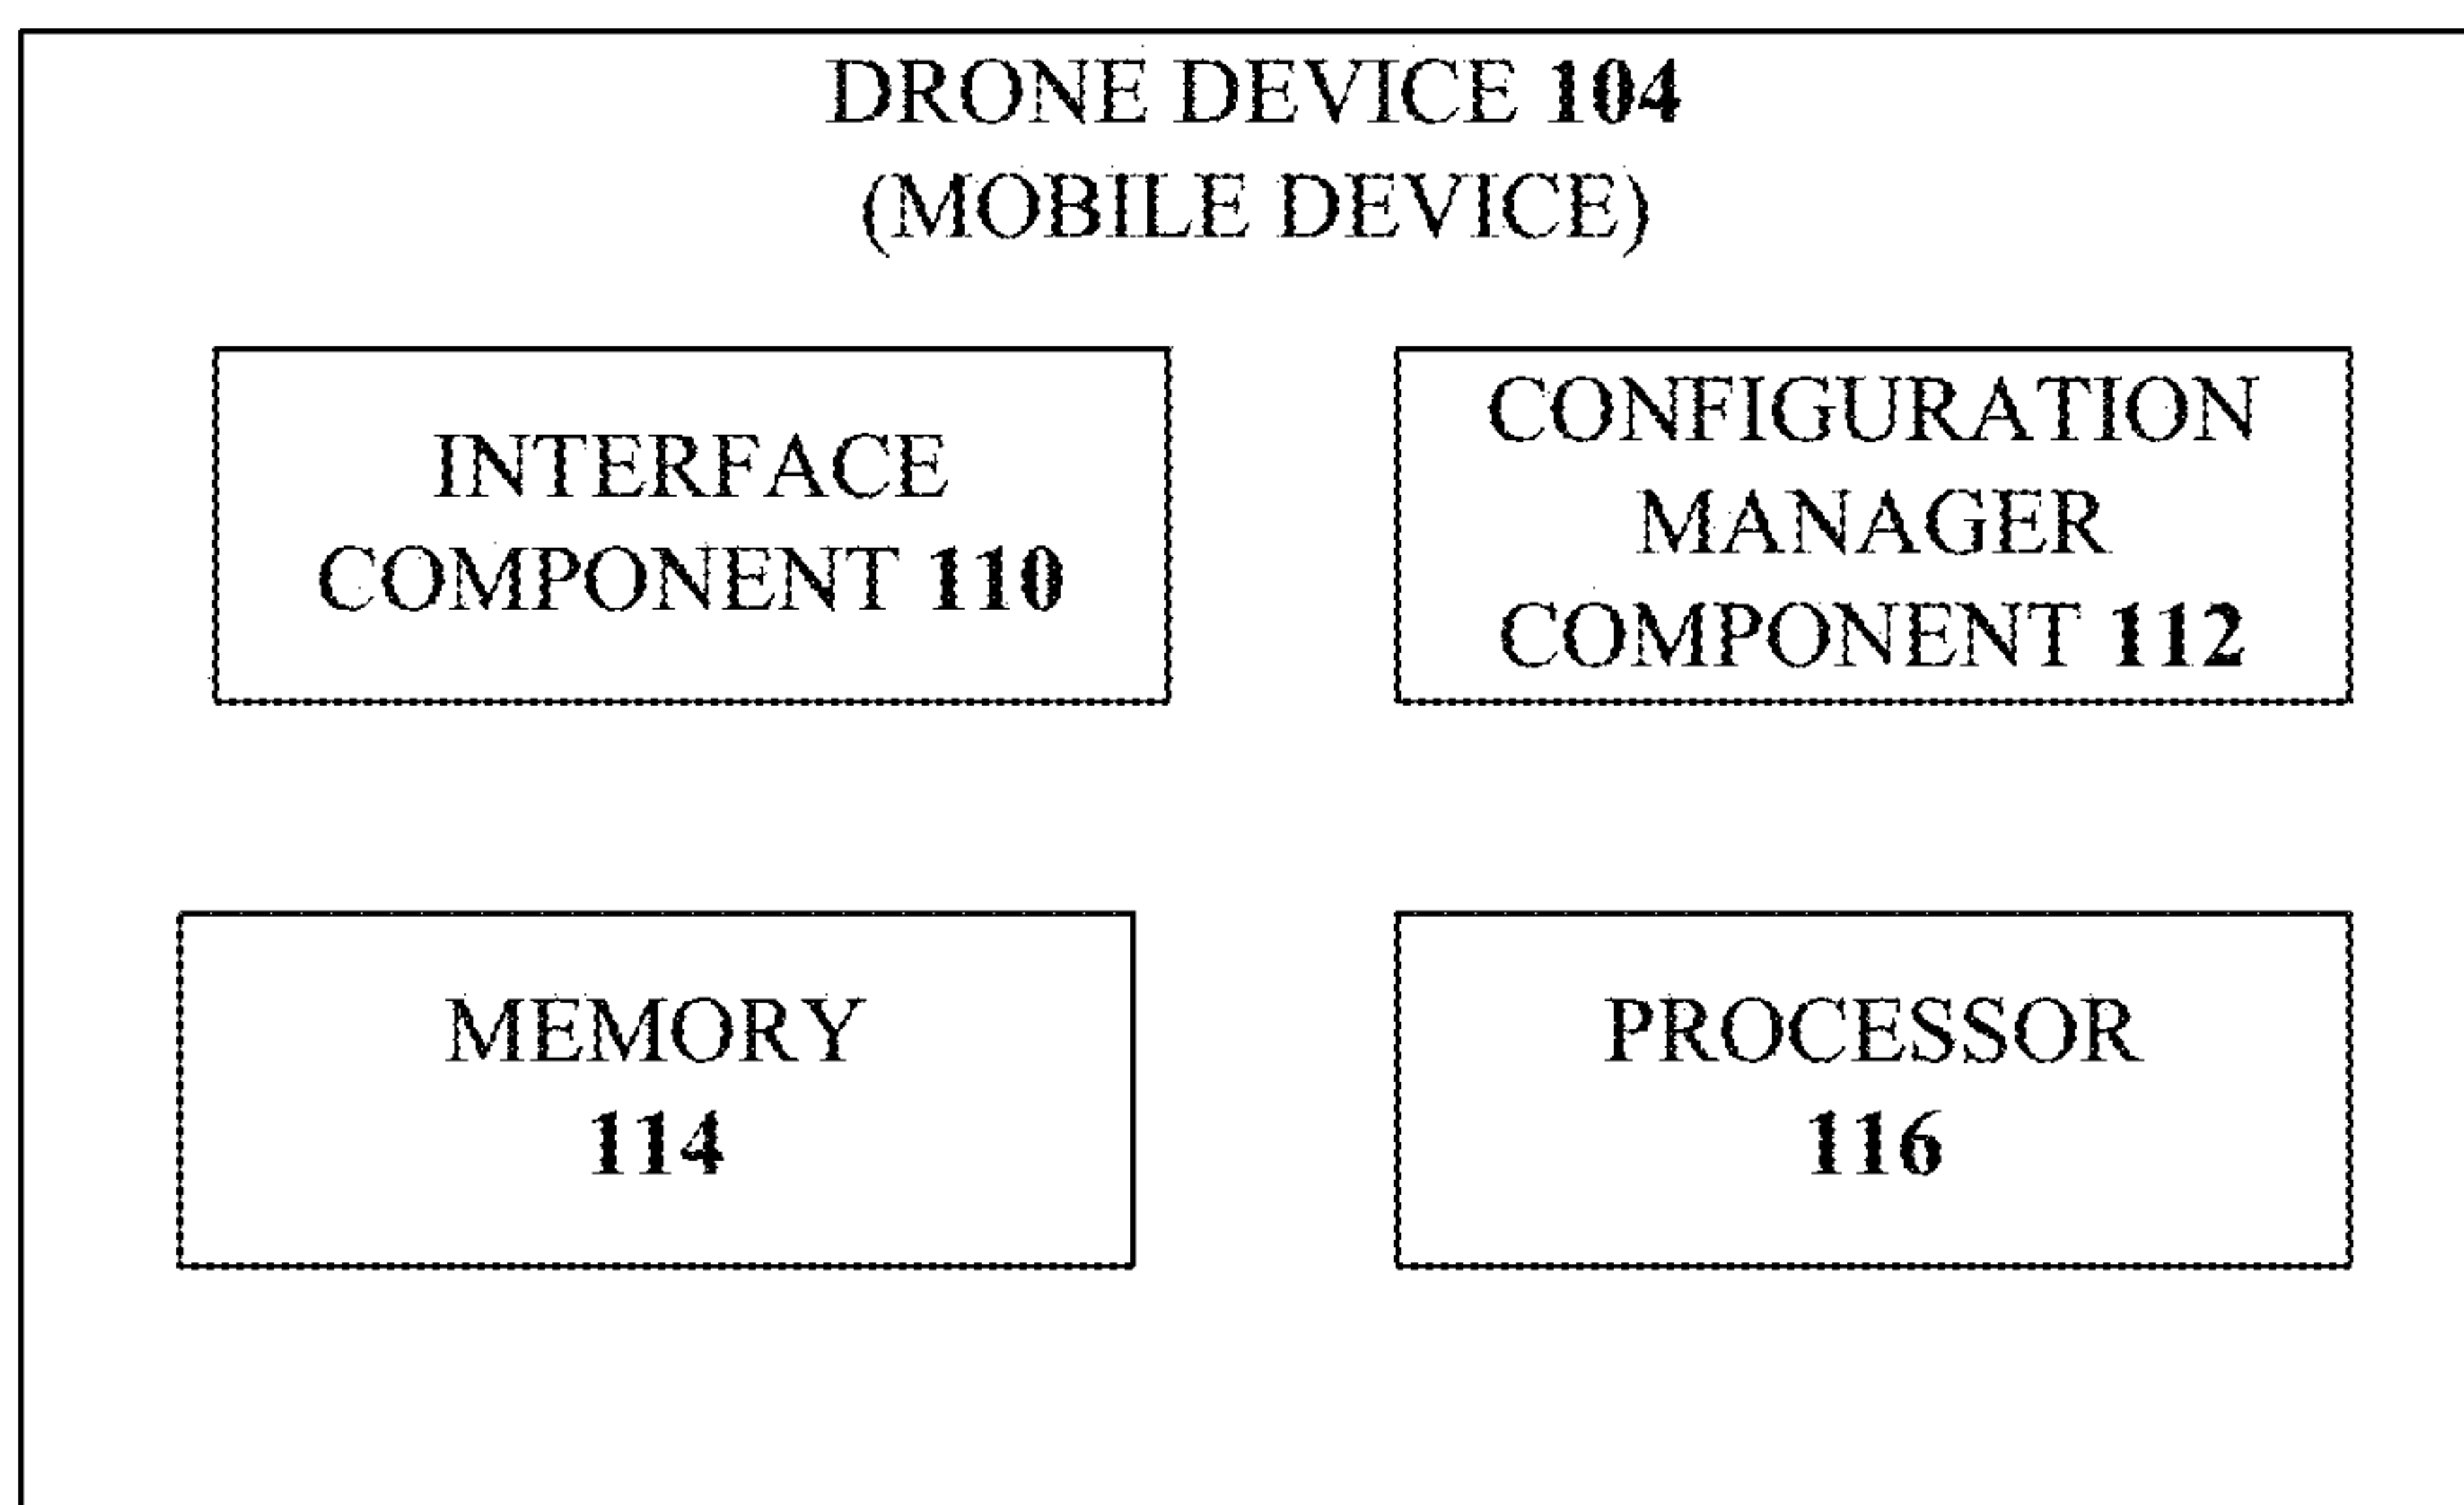 DRONE DEVICE 104
(MOBILE DEVICE)
INTERFACE
COMPONENT 110
CONFIGURATION
MANAGER
COMPONENT 112
MEMORY
114
PROCESSOR
116